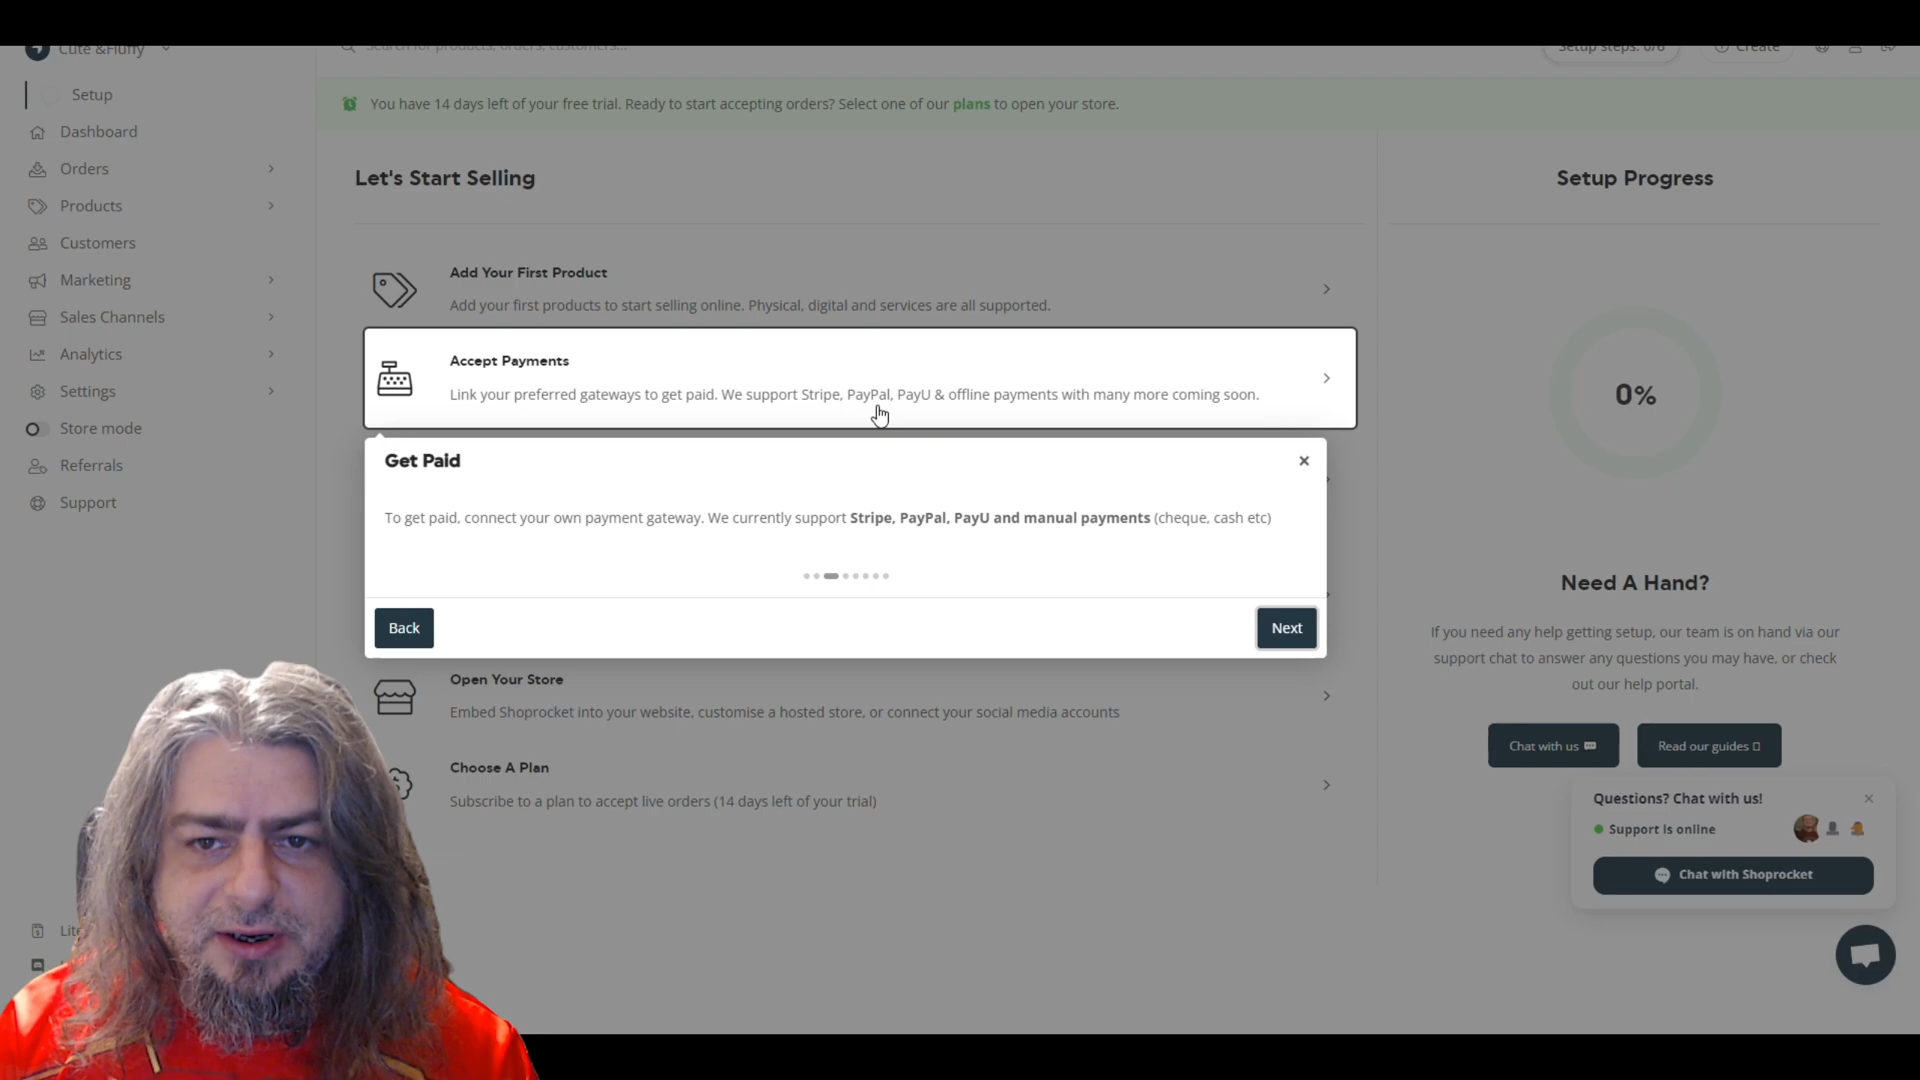 Cute &Fluffy
Search for products, orders, customers...
Setup steps: 0/6
Create
Setup
You have 14 days left of your free trial. Ready to start accepting orders? Select one of our plans to open your store.
Dashboard
Orders
Products
Customers
Marketing
Sales Channels
Analytics
Settings
Store mode
Referrals
Support
Let's Start Selling
Setup Progress
Add Your First Product
Add your first products to start selling online. Physical, digital and services are all supported.
Accept Payments
Link your preferred gateways to get paid. We support Stripe, PayPal, PayU & offline payments with many more coming soon.
0%
Get Paid
To get paid, connect your own payment gateway. We currently support Stripe, PayPal, PayU and manual payments (cheque, cash etc)
Back
Next
Open Your Store
Embed Shoprocket into your website, customise a hosted store, or connect your social media accounts
Choose A Plan
Subscribe to a plan to accept live orders (14 days left of your trial)
Need A Hand?
If you need any help getting setup, our team is on hand via our
support chat to answer any questions you may have, or check
out our help portal.
Chat with us
Read our guides
Questions? Chat with us!
Support is online
Chat with Shoprocket